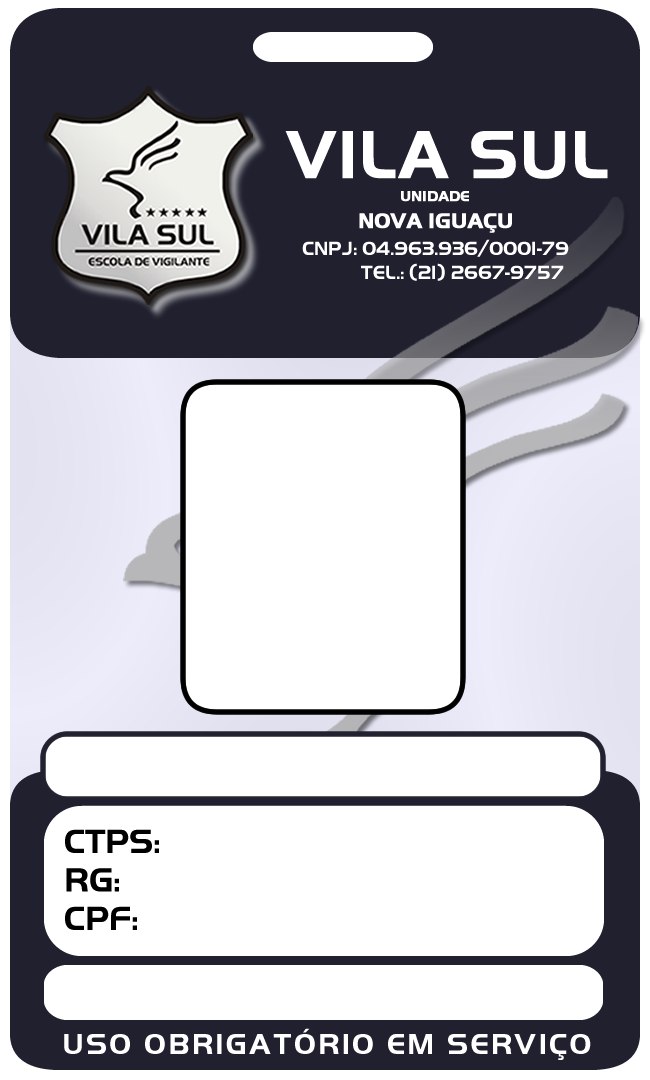 VILA SUL
ESCOLA DE VIGILANTE
VILA SUL
UNIDADE
NOVA IGUAÇU
CNPJ: 04.963.936/0001-79
TEL.: (21) 2667-9757
CTPS:
RG:
CPF:
USO OBRIGATÓRIO EM SERVIÇO